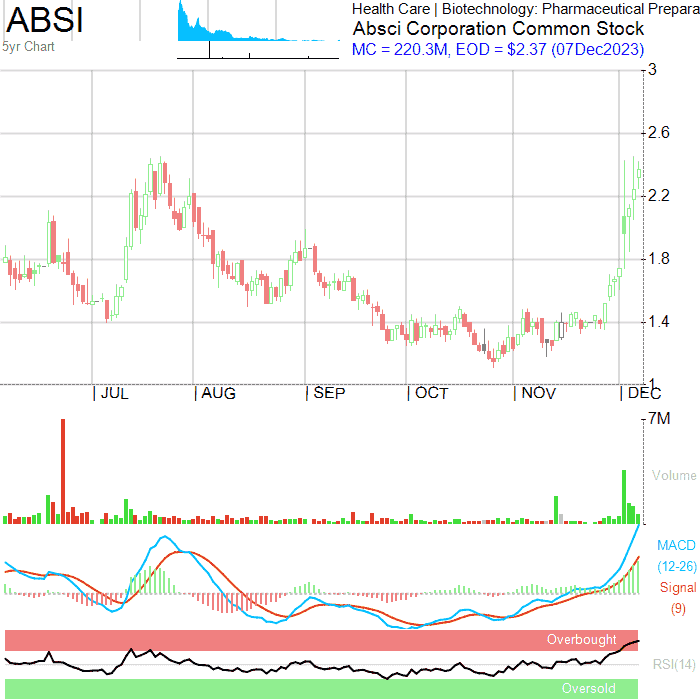 ABSI
5yr Chart
Health Care | Biotechnology: Pharmaceutical Prepara
Absci Corporation Common Stock
MC = 220.3M, EOD = $2.37 (07Dec2023)
3
2.6
2.2
1.8
1.4
1
| JUL | AUG | SEP | OCT | NOV | DEC
7M
Volume
MACD
(12-26)
Signal
(9)
Overbought
RSI(14)
Oversold